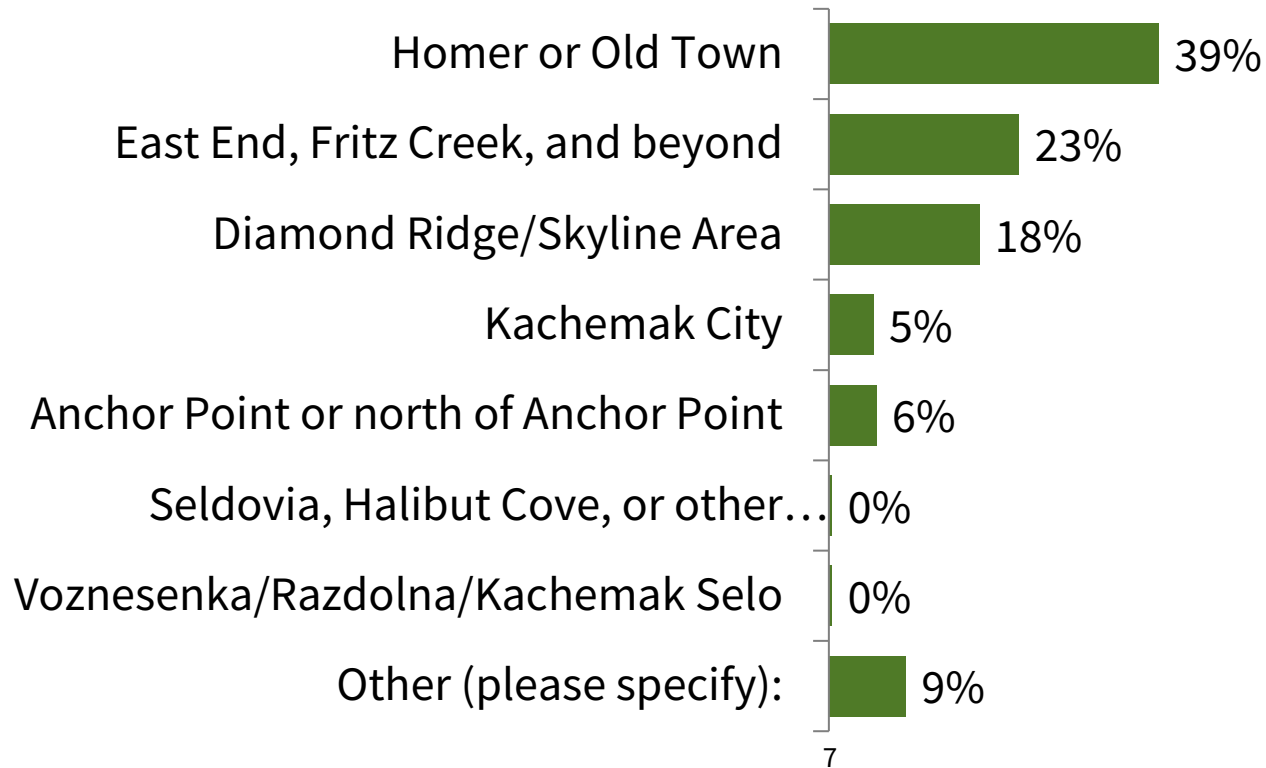 Homer or Old Town 39%
East End, Fritz Creek, and beyond 23%
Diamond Ridge/Skyline Area 18%
Kachemak City 5%
Anchor Point or north of Anchor Point 6%
Seldovia, Halibut Cove, or other… 0%
Voznesenka/Razdolna/Kachemak Selo 0%
Other (please specify): 9%
7